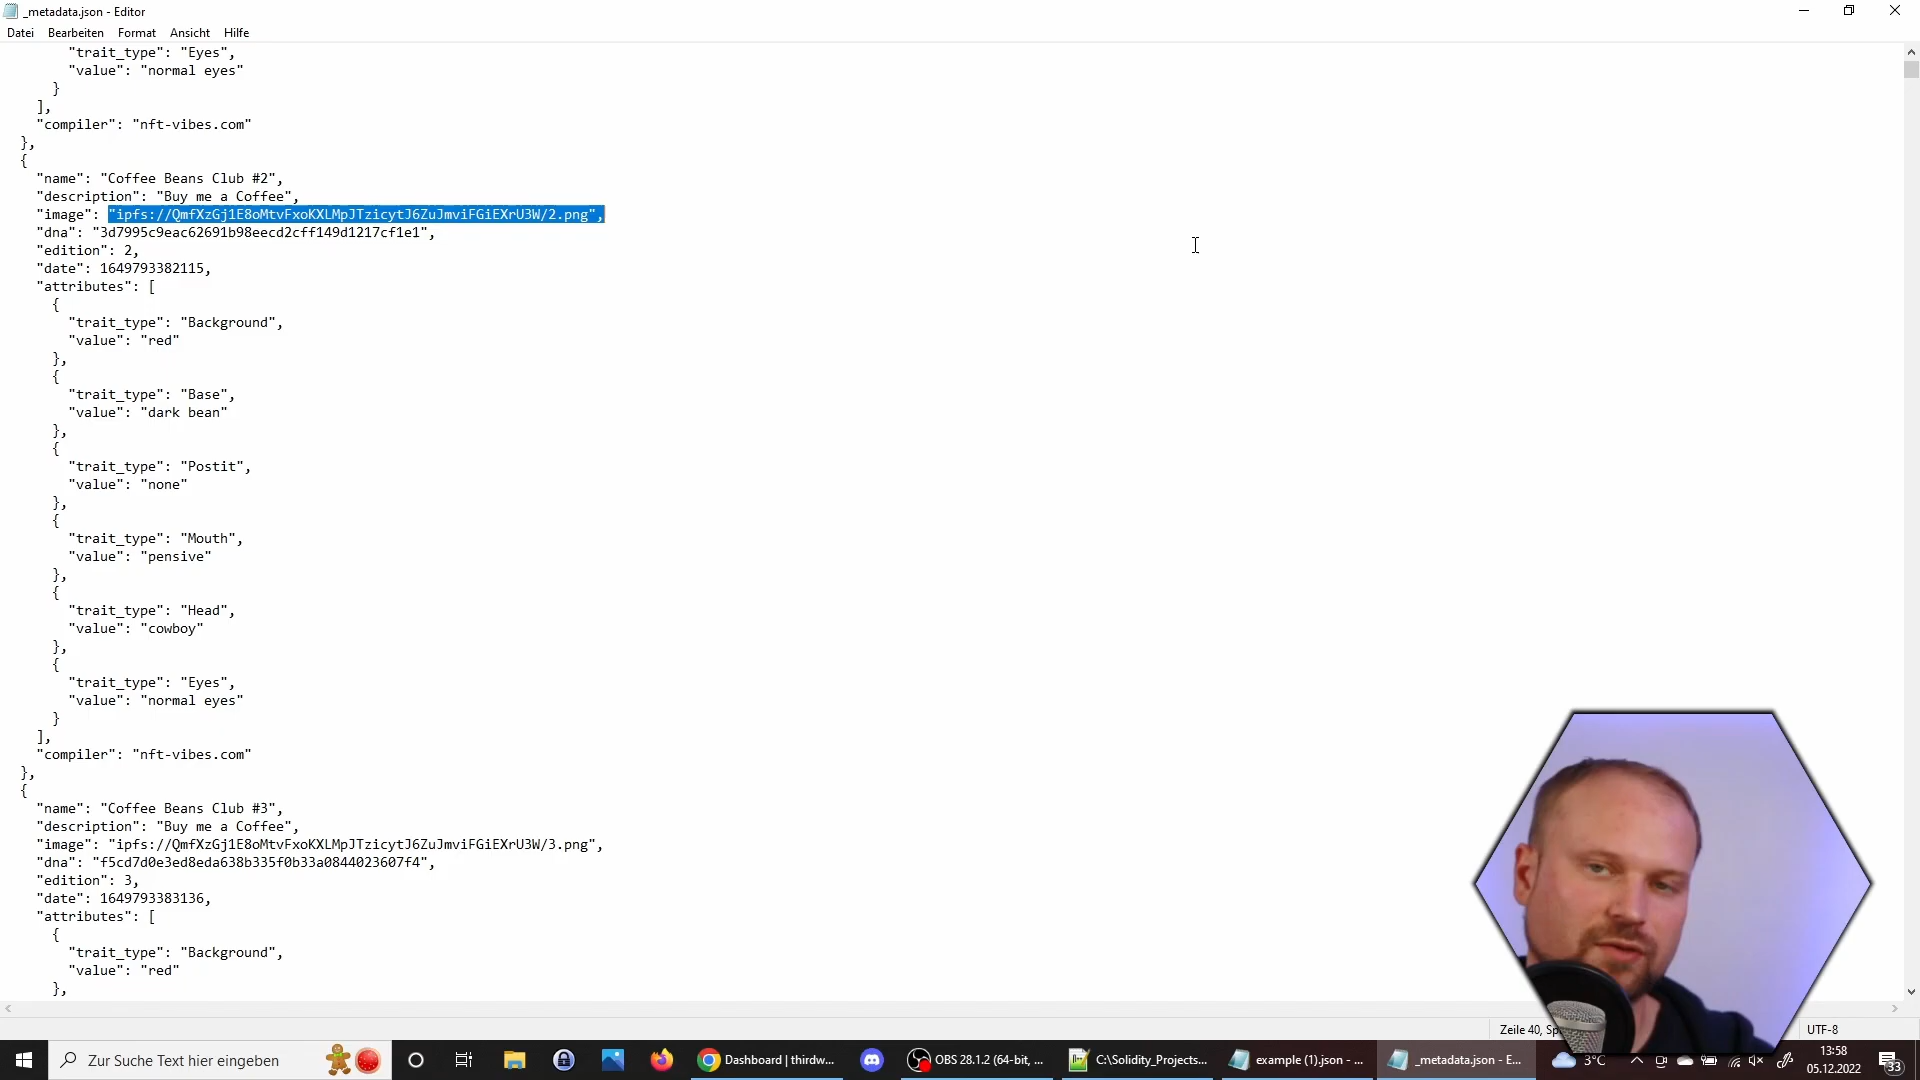 _metadata.json - Editor
Datei Bearbeiten Format Ansicht Hilfe
"trait_type": "Eyes",
"value": "normal eyes"
}
],
"compiler": "nft-vibes.com"
},
{
"name": "Coffee Beans Club #2",
"description": "Buy me a Coffee",
"image": "ipfs://QmfXzGj1E8oMtvFxoKXLMpJTzicytJ6ZuJmviFGiEXrU3W/2.png",
"dna": "3d7995c9eac62691b98eecd2cff149d1217cf1e1",
"edition": 2,
"date": 1649793382115,
"attributes": [
{
"trait_type": "Background",
"value": "red"
},
{
"trait_type": "Base",
"value": "dark bean"
},
{
"trait_type": "Postit",
"value": "none"
},
{
"trait_type": "Mouth",
"value": "pensive"
},
{
"trait_type": "Head",
"value": "cowboy"
},
{
"trait_type": "Eyes",
"value": "normal eyes"
}
],
"compiler": "nft-vibes.com"
},
{
"name": "Coffee Beans Club #3",
"description": "Buy me a Coffee",
"image": "ipfs://QmfXzGj1E8oMtvFxoKXLMpJTzicytJ6ZuJmviFGiEXrU3W/3.png",
"dna": "f5cd7d0e3ed8eda638b335f0b33a0844023607f4",
"edition": 3,
"date": 1649793383136,
"attributes": [
{
"trait_type": "Background",
"value": "red"
},
Zeile 40, Sp UTF-8
Zur Suche Text hier eingeben Dashboard | thirdw... OBS 28.1.2 (64-bit, ... C:\Solidity_Projects... example (1).json - ... _metadata.json - E... 3°C 13:58
05.12.2022 33